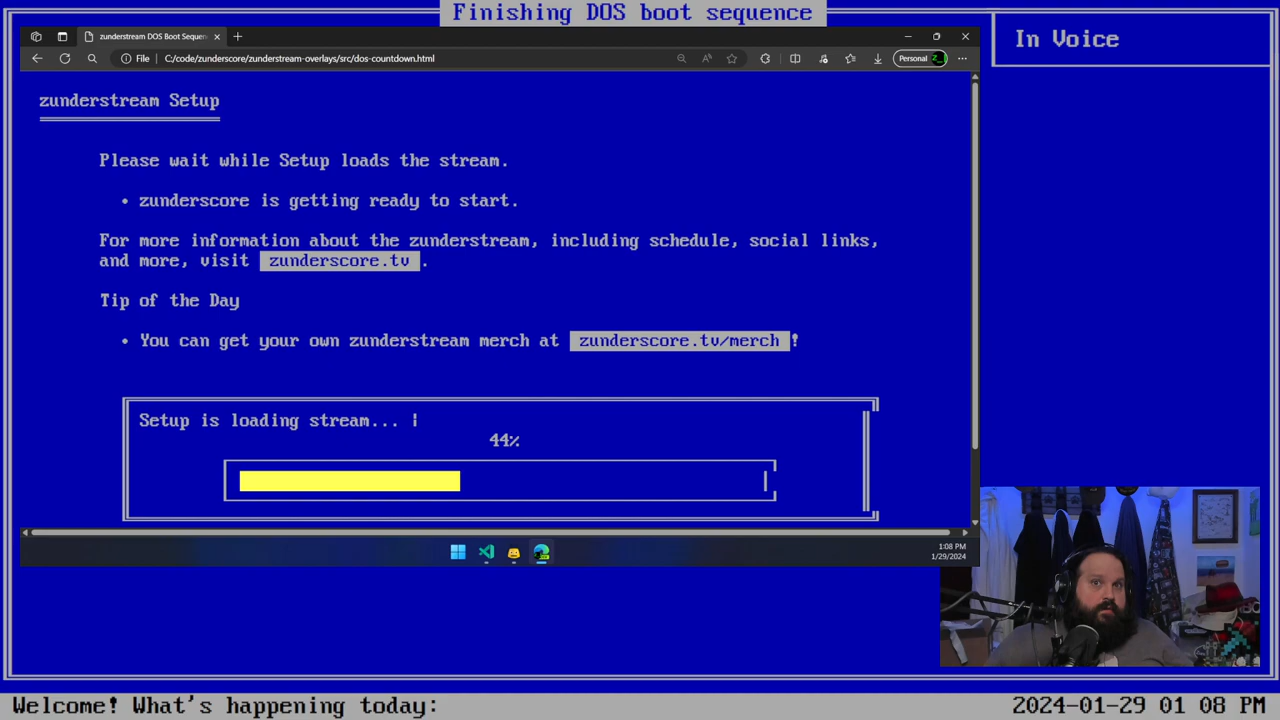 Finishing DOS boot sequence
In Voice
zunderstream DOS Boot Sequen
File
C:/code/zunderscore/zunderstream-overlays/src/dos-countdown.html
Personal
zunderstream Setup
Please wait while Setup loads the stream.
• zunderscore is getting ready to start.
For more information about the zunderstream, including schedule, social links,
and more, visit zunderscore.tv .
Tip of the Day
• You can get your own zunderstream merch at zunderscore.tv/merch !
Setup is loading stream... |
44%
1:08 PM
1/29/2024
Welcome! What's happening today:
2024-01-29 01 08 PM